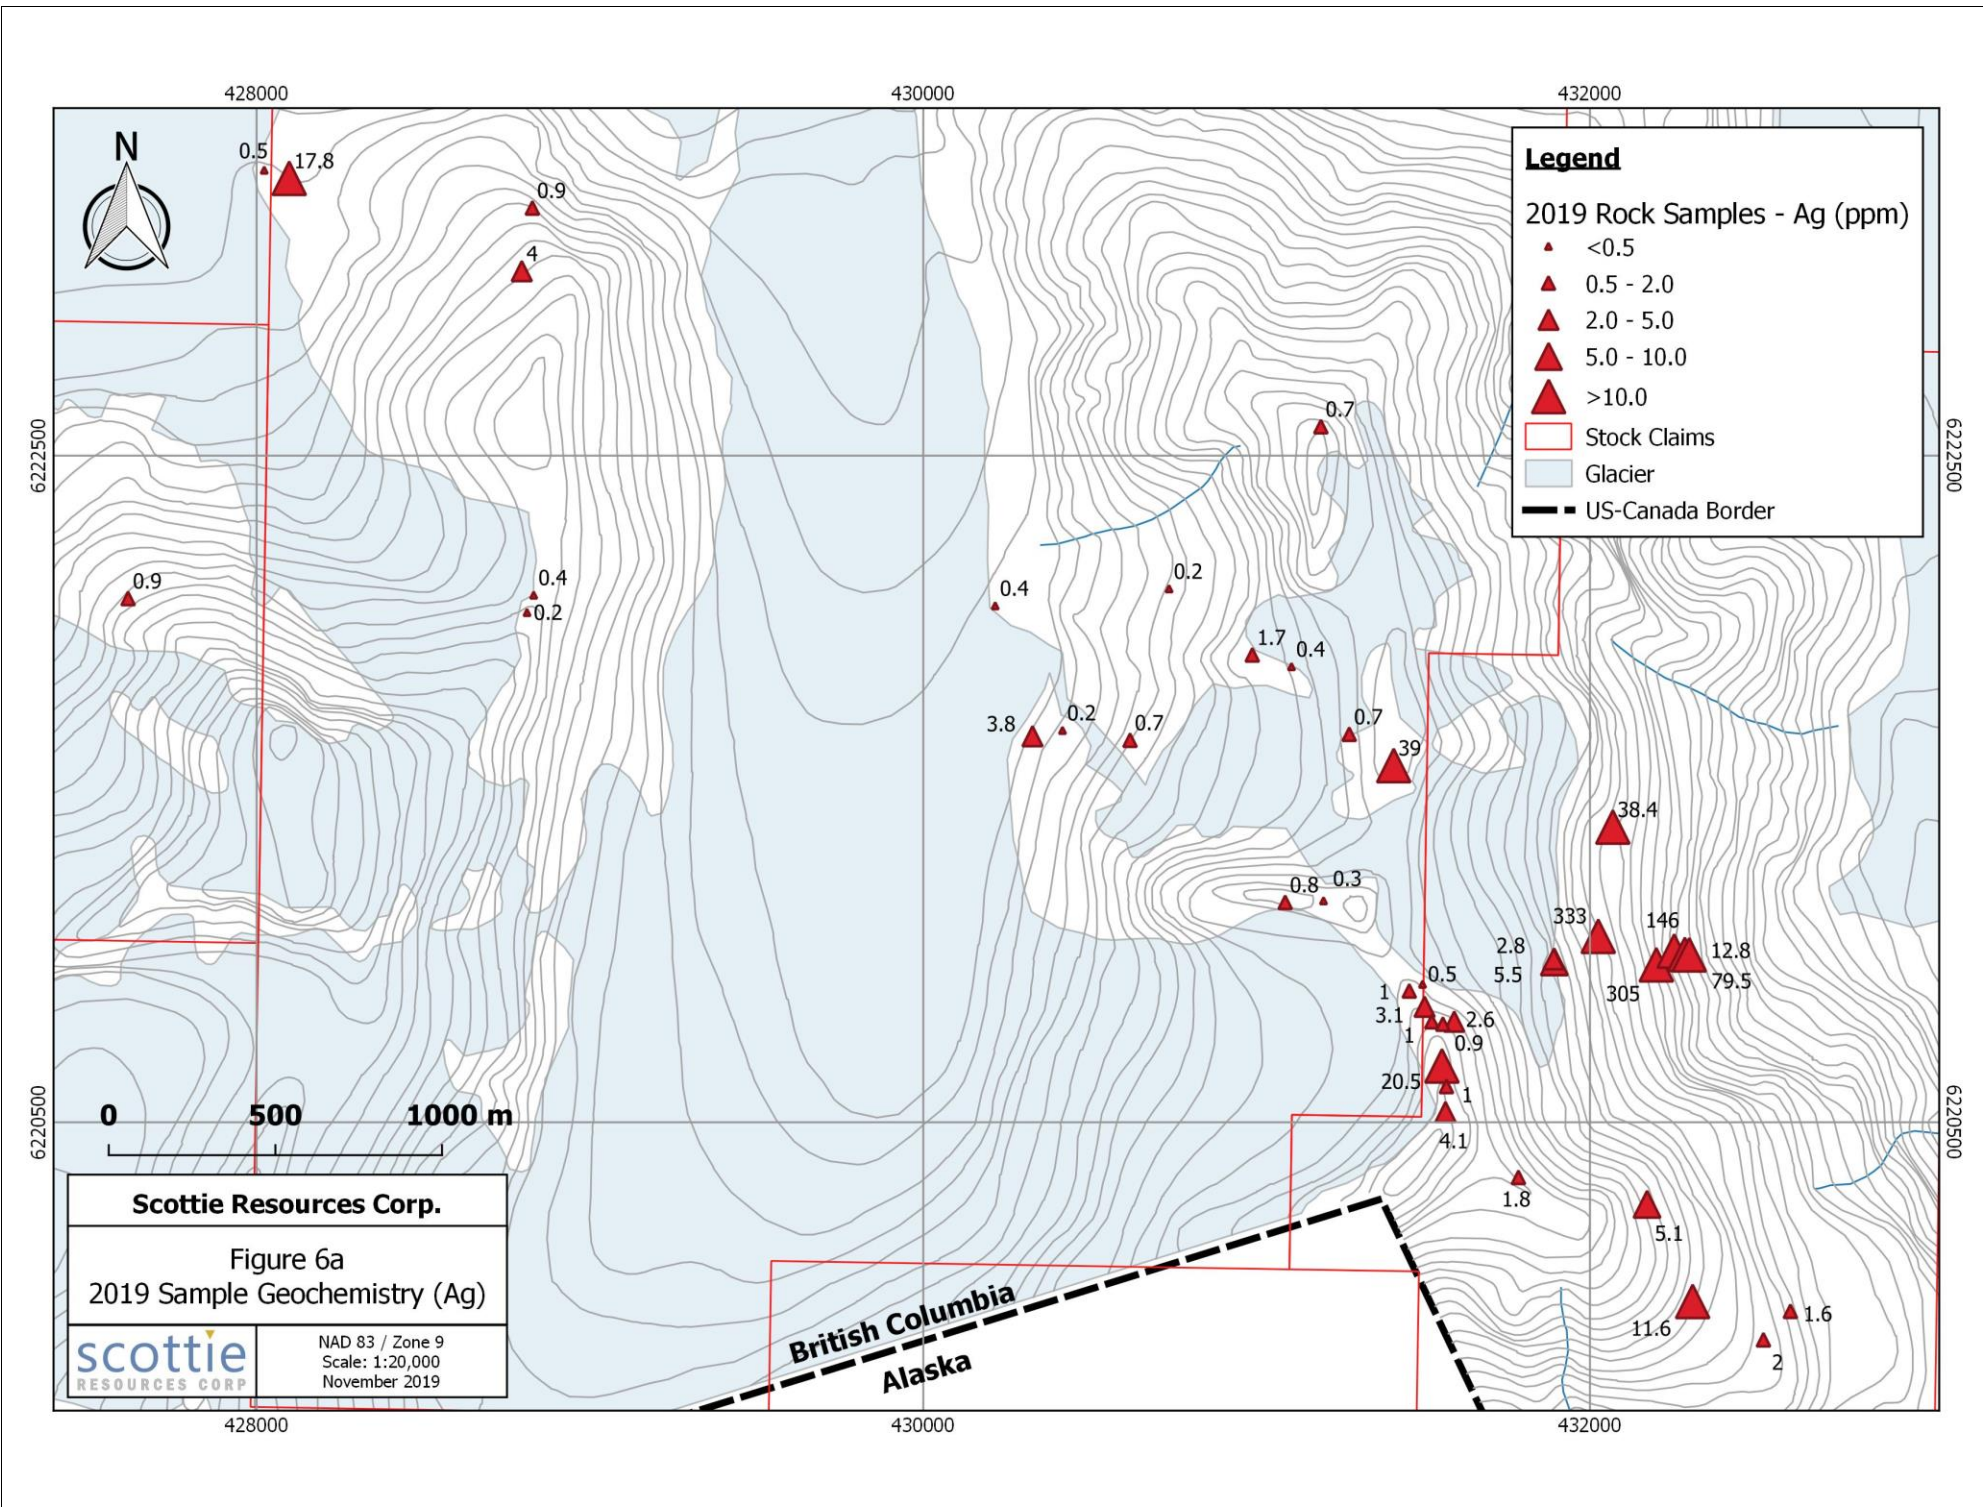 428000
430000
432000
N
0.5
17.8
0.9
4
Legend
2019 Rock Samples - Ag (ppm)
<0.5
0.5 - 2.0
2.0 - 5.0
5.0 - 10.0
>10.0
Stock Claims
Glacier
US-Canada Border
6222500
6222500
0.7
0.9
0.4
0.2
0.4
0.2
1.7
0.4
3.8
0.2
0.7
0.7
39
38.4
0.8
0.3
333
146
2.8
5.5
12.8
79.5
305
0.5
1
3.1
1
2.6
0.9
20.5
1
4.1
6220500
6220500
0
500
1000 m
1.8
5.1
11.6
1.6
2
British Columbia
Alaska
Scottie Resources Corp.
Figure 6a
2019 Sample Geochemistry (Ag)
scottie
RESOURCES CORP
NAD 83 / Zone 9
Scale: 1:20,000
November 2019
428000
430000
432000